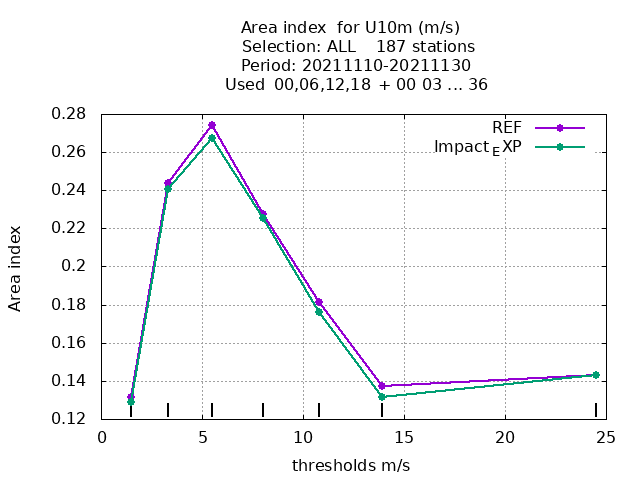 Area index  for U10m (m/s)
Selection: ALL    187 stations
Period: 20211110-20211130
Used  00,06,12,18 + 00 03 ... 36
REF
Impact_EXP
0.28
0.26
0.24
0.22
0.2
0.18
0.16
0.14
0.12
Area index
0 5 10 15 20 25
thresholds m/s